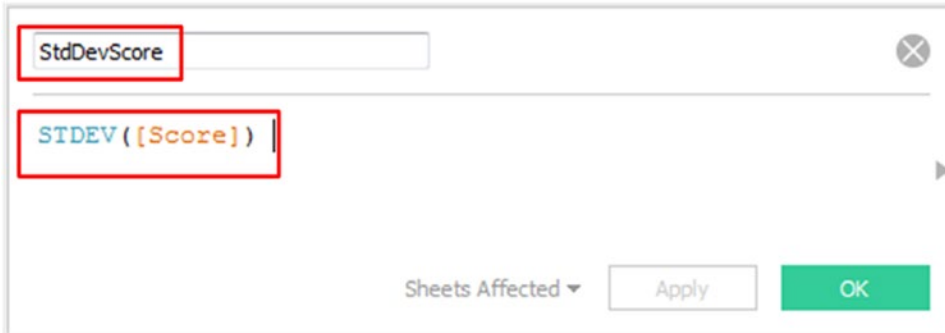 StdDevScore
STDEV([Score])
Sheets Affected
Apply
OK